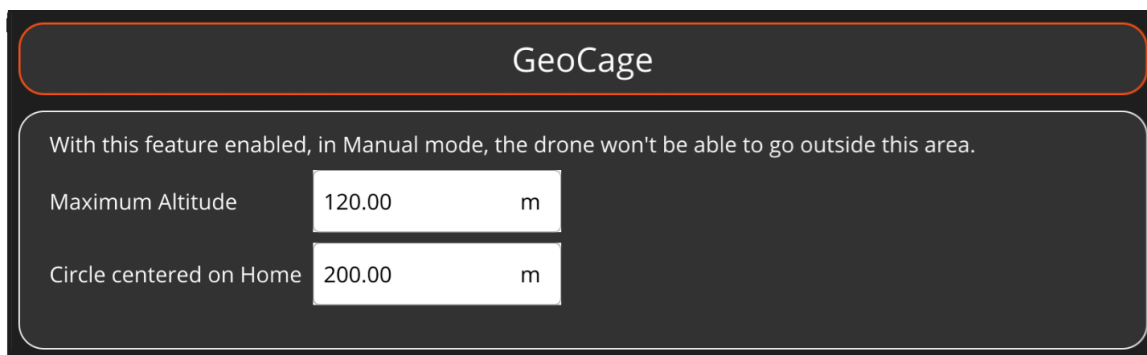 GeoCage
With this feature enabled, in Manual mode, the drone won't be able to go outside this area.
Maximum Altitude 120.00 m
Circle centered on Home 200.00 m